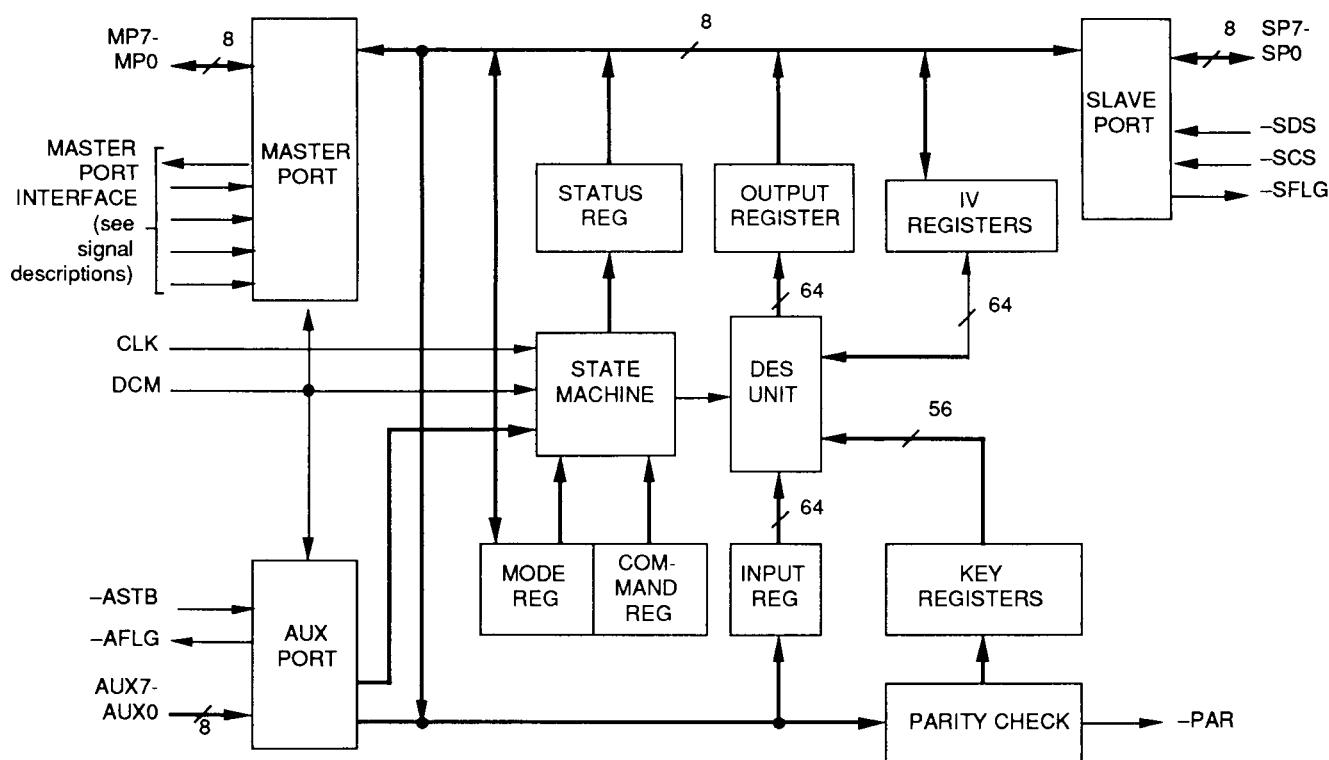 MP7-
MP0
8
MASTER
PORT
INTERFACE
(see
signal
descriptions)
MASTER
PORT
8
SLAVE
PORT
8
SP7-
SP0
–SDS
–SCS
–SFLG
STATUS
REG
OUTPUT
REGISTER
IV
REGISTERS
64
64
CLK
DCM
STATE
MACHINE
DES
UNIT
56
64
MODE
REG
COM-
MAND
REG
INPUT
REG
KEY
REGISTERS
–ASTB
–AFLG
AUX7-
AUX0
8
AUX
PORT
PARITY CHECK
–PAR